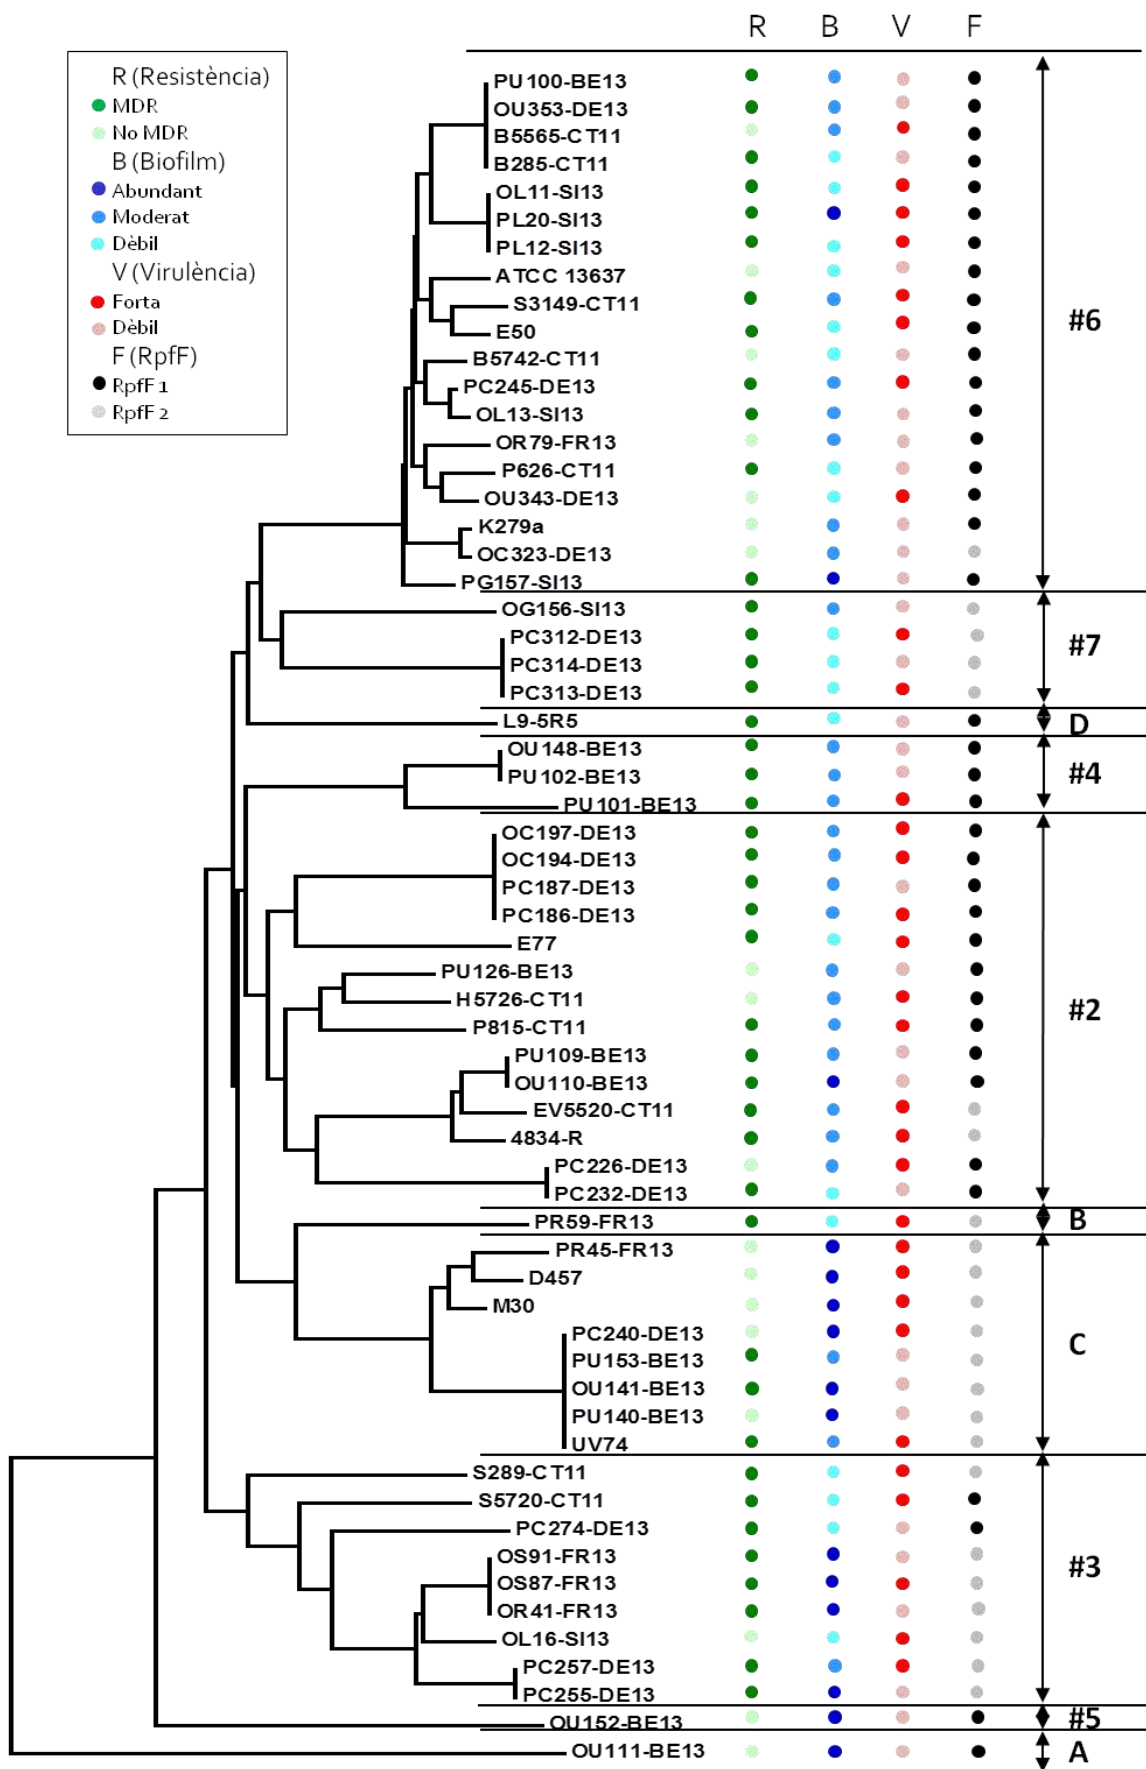 R B V F
R (Resistència)
MDR
No MDR
B (Biofilm)
Abundant
Moderat
Dèbil
V (Virulència)
Forta
Dèbil
F (RpfF)
RpfF 1
RpfF 2
PU100-BE13
OU353-DE13
B5565-CT11
B285-CT11
OL11-SI13
PL20-SI13
PL12-SI13
ATCC 13637
S3149-CT11
E50
B5742-CT11
PC245-DE13
OL13-SI13
OR79-FR13
P626-CT11
OU343-DE13
K279a
OC323-DE13
PG157-SI13
#6
OG156-SI13
PC312-DE13
PC314-DE13
PC313-DE13
#7
L9-5R5
D
OU148-BE13
PU102-BE13
PU101-BE13
#4
OC197-DE13
OC194-DE13
PC187-DE13
PC186-DE13
E77
PU126-BE13
H5726-CT11
P815-CT11
PU109-BE13
OU110-BE13
EV5520-CT11
4834-R
PC226-DE13
PC232-DE13
#2
PR59-FR13
B
PR45-FR13
D457
M30
PC240-DE13
PU153-BE13
OU141-BE13
PU140-BE13
UV74
C
S289-CT11
S5720-CT11
PC274-DE13
OS91-FR13
OS87-FR13
OR41-FR13
OL16-SI13
PC257-DE13
PC255-DE13
#3
OU152-BE13
#5
OU111-BE13
A